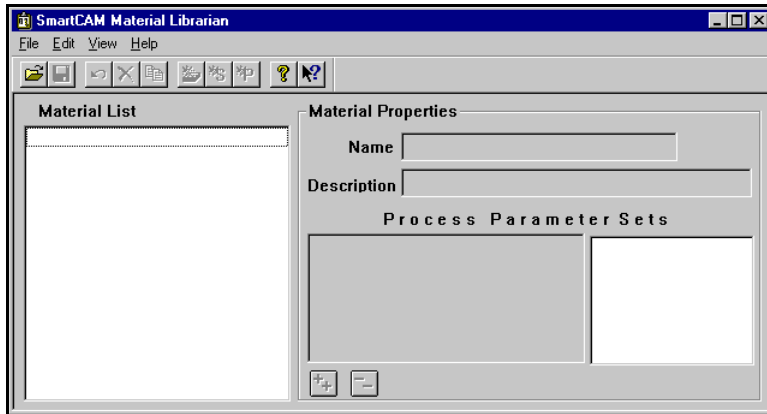 SmartCAM Material Librarian
File Edit View Help
Material List
Material Properties
Name
Description
Process Parameter Sets